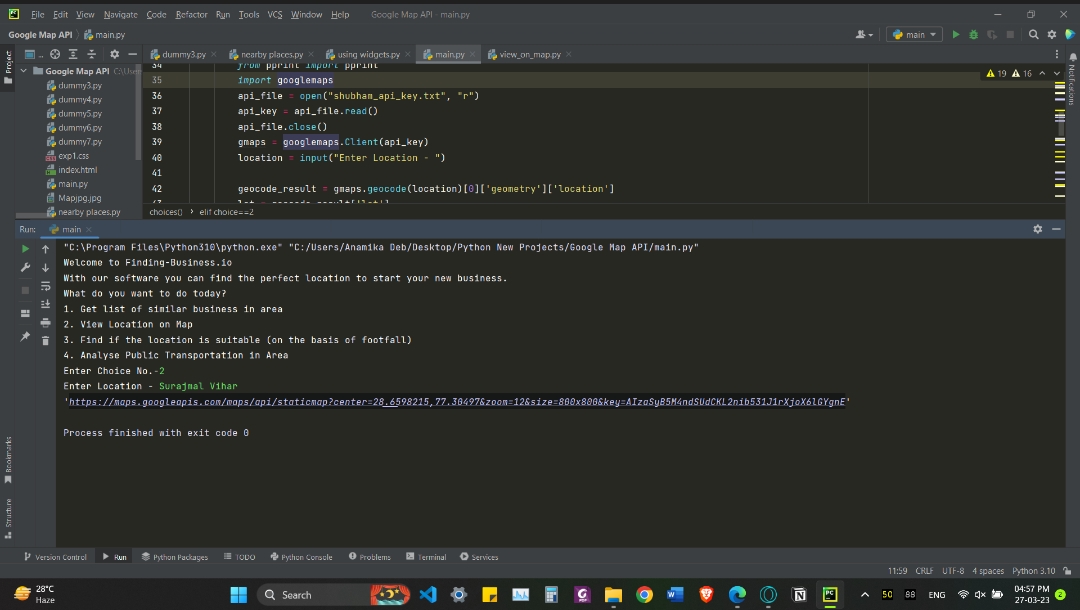 File Edit View Navigate Code Refactor Run Tools VCS Window Help Google Map API - main.py
Google Map API main.py main
Project
dummy3.py nearby places.py using widgets.py main.py view_on_map.py
Google Map API C:\User
dummy3.py
dummy4.py
dummy5.py
dummy6.py
dummy7.py
exp1.css
index.html
main.py
Mapjpg.jpg
nearby places.py
34 from pprint import pprint
35 import googlemaps
36 api_file = open("shubham_api_key.txt", "r")
37 api_key = api_file.read()
38 api_file.close()
39 gmaps = googlemaps.Client(api_key)
40 location = input("Enter Location - ")
41
42 geocode_result = gmaps.geocode(location)[0]['geometry']['location']
19 16
Notifications
choices() elif choice==2
Run: main
"C:\Program Files\Python310\python.exe" "C:/Users/Anamika Deb/Desktop/Python New Projects/Google Map API/main.py"
Welcome to Finding-Business.io
With our software you can find the perfect location to start your new business.
What do you want to do today?
1. Get list of similar business in area
2. View Location on Map
3. Find if the location is suitable (on the basis of footfall)
4. Analyse Public Transportation in Area
Enter Choice No.-2
Enter Location - Surajmal Vihar
'https://maps.googleapis.com/maps/api/staticmap?center=28.6598215,77.30497&zoom=12&size=800x800&key=AIzaSyB5M4ndSUdCKL2nib531J1rXjoX6lGYgnE'
Process finished with exit code 0
Bookmarks
Structure
Version Control Run Python Packages TODO Python Console Problems Terminal Services
11:59 CRLF UTF-8 4 spaces Python 3.10
28°C
Haze
Search
50 88 ENG
04:57 PM
27-03-23
2